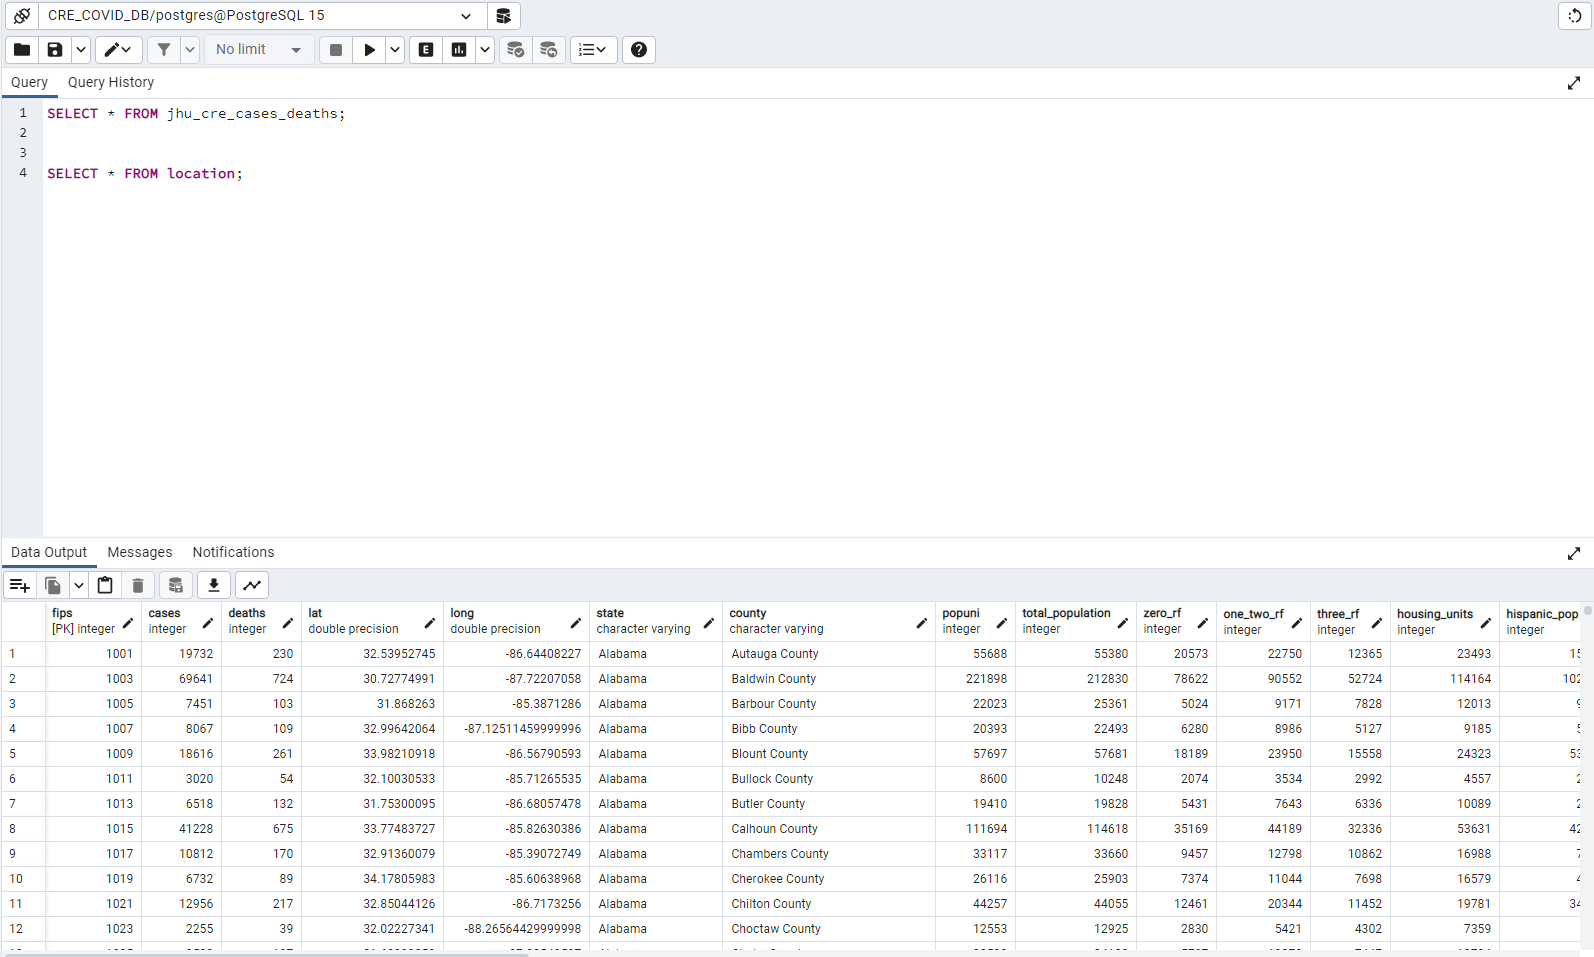 CRE_COVID_DB/postgres@PostgreSQL 15
No limit
E
Query Query History
1 SELECT * FROM jhu_cre_cases_deaths;
2
3
4 SELECT * FROM location;
Data Output Messages Notifications
fips cases deaths lat long state county popuni total_population zero_rf one_two_rf three_rf housing_units hispanic_pop
[PK] integer integer integer double precision double precision character varying character varying integer integer integer integer integer integer integer
1 1001 19732 230 32.53952745 -86.64408227 Alabama Autauga County 55688 55380 20573 22750 12365 23493 15
2 1003 69641 724 30.72774991 -87.72207058 Alabama Baldwin County 221898 212830 78622 90552 52724 114164 102
3 1005 7451 103 31.868263 -85.3871286 Alabama Barbour County 22023 25361 5024 9171 7828 12013
4 1007 8067 109 32.99642064 -87.12511459999996 Alabama Bibb County 20393 22493 6280 8986 5127 9185
5 1009 18616 261 33.98210918 -86.56790593 Alabama Blount County 57697 57681 18189 23950 15558 24323 53
6 1011 3020 54 32.10030533 -85.71265535 Alabama Bullock County 8600 10248 2074 3534 2992 4557
7 1013 6518 132 31.75300095 -86.68057478 Alabama Butler County 19410 19828 5431 7643 6336 10089
8 1015 41228 675 33.77483727 -85.82630386 Alabama Calhoun County 111694 114618 35169 44189 32336 53631 42
9 1017 10812 170 32.91360079 -85.39072749 Alabama Chambers County 33117 33660 9457 12798 10862 16988
10 1019 6732 89 34.17805983 -85.60638968 Alabama Cherokee County 26116 25903 7374 11044 7698 16579
11 1021 12956 217 32.85044126 -86.7173256 Alabama Chilton County 44257 44055 12461 20344 11452 19781 34
12 1023 2255 39 32.02227341 -88.26564429999998 Alabama Choctaw County 12553 12925 2830 5421 4302 7359